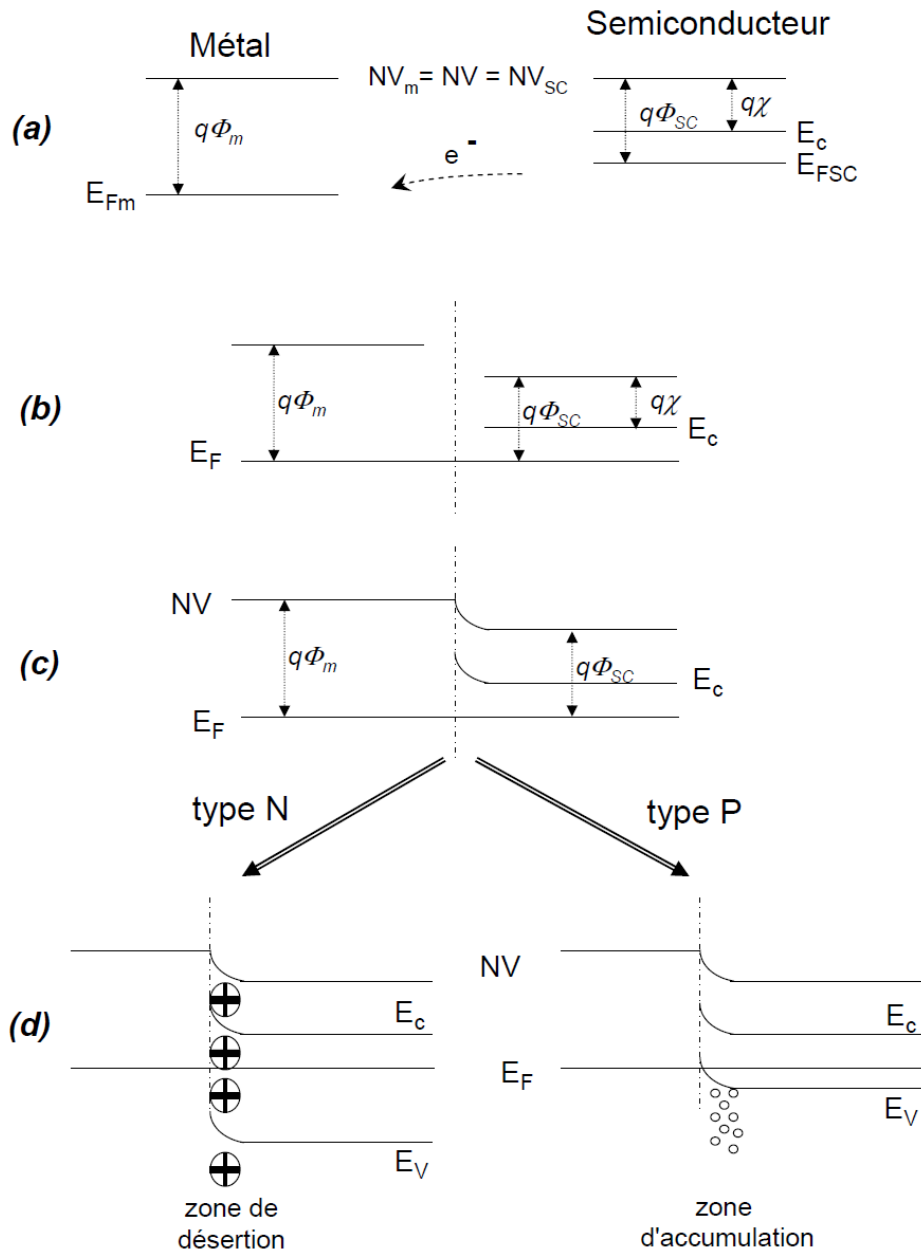 Métal
Semiconducteur
NVm= NV = NVSC
(a)
qΦm
qΦSC
qχ
Ec
EFSC
e-
EFm
(b)
qΦm
qΦSC
qχ
Ec
EF
NV
(c)
qΦm
qΦSC
Ec
EF
type N
type P
NV
(d)
Ec
Ec
EF
EV
EV
zone de
désertion
zone
d'accumulation